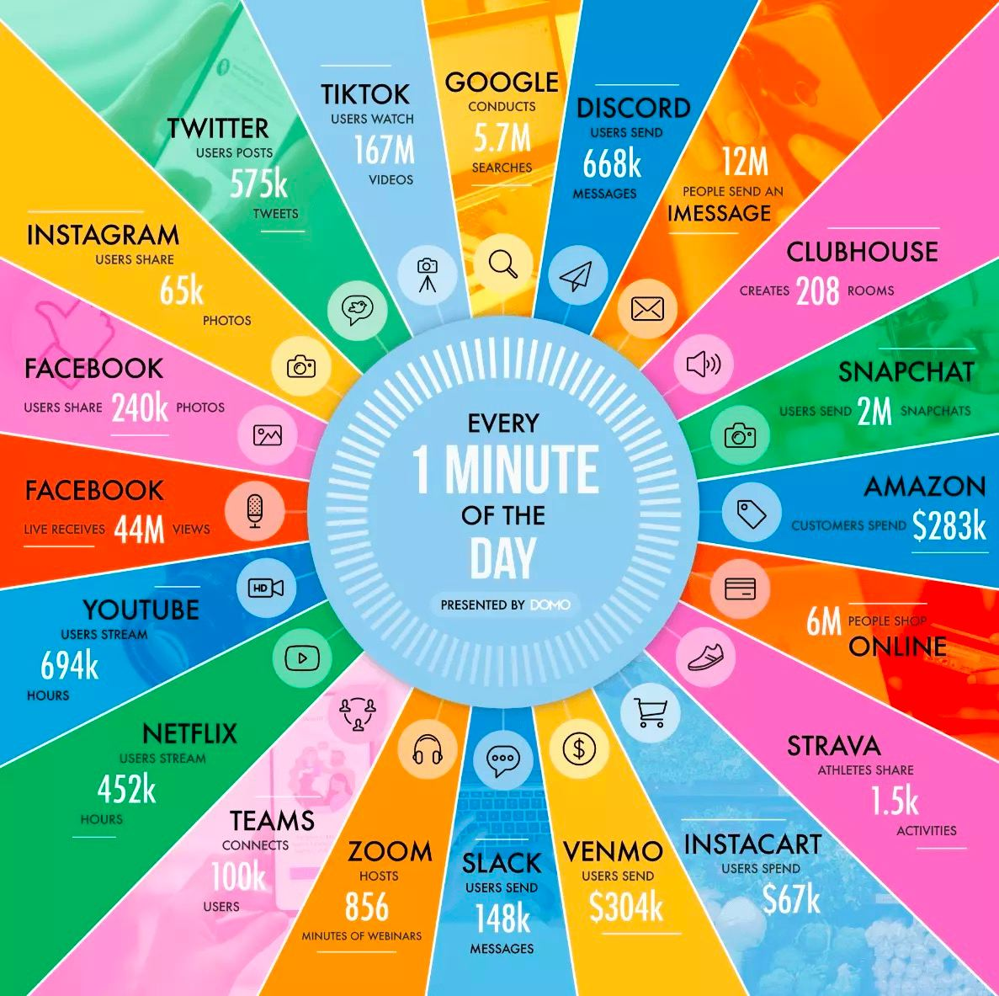 EVERY
1 MINUTE
OF THE
DAY
PRESENTED BY DOMO
GOOGLE
CONDUCTS
5.7M
SEARCHES
DISCORD
USERS SEND
668k
MESSAGES
12M
PEOPLE SEND AN
IMESSAGE
CLUBHOUSE
CREATES 208 ROOMS
SNAPCHAT
USERS SEND 2M SNAPCHATS
AMAZON
CUSTOMERS SPEND $283k
6M PEOPLE SHOP
ONLINE
STRAVA
ATHLETES SHARE
1.5k
ACTIVITIES
INSTACART
USERS SPEND
$67k
VENMO
USERS SEND
$304k
SLACK
USERS SEND
148k
MESSAGES
ZOOM
HOSTS
856
MINUTES OF WEBINARS
TEAMS
CONNECTS
100k
USERS
NETFLIX
USERS STREAM
452k
HOURS
YOUTUBE
USERS STREAM
694k
HOURS
HD
FACEBOOK
LIVE RECEIVES 44M VIEWS
FACEBOOK
USERS SHARE 240k PHOTOS
INSTAGRAM
USERS SHARE
65k
PHOTOS
TWITTER
USERS POSTS
575k
TWEETS
TIKTOK
USERS WATCH
167M
VIDEOS